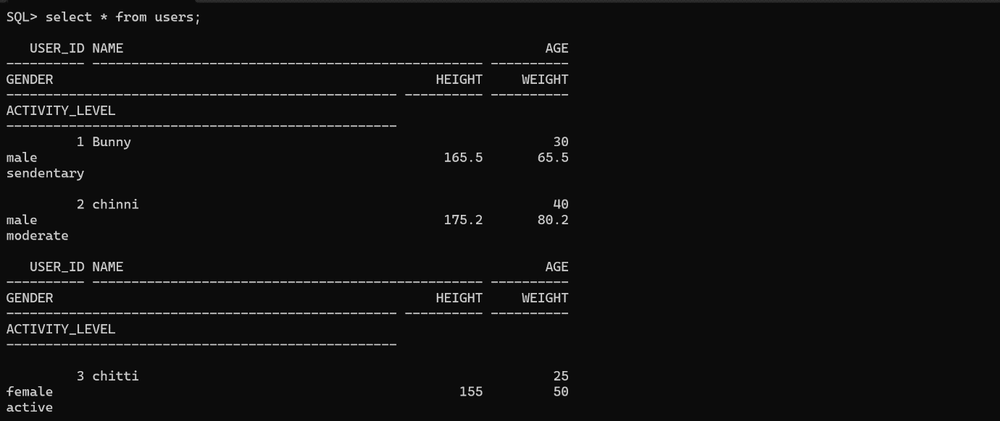 SQL> select * from users;
   USER_ID NAME                                                      AGE
---------- -------------------------------------------------- ----------
GENDER                                                 HEIGHT     WEIGHT
-------------------------------------------------- ---------- ----------
ACTIVITY_LEVEL
--------------------------------------------------
         1 Bunny                                                      30
male                                                    165.5       65.5
sendentary
         2 chinni                                                     40
male                                                    175.2       80.2
moderate
   USER_ID NAME                                                      AGE
---------- -------------------------------------------------- ----------
GENDER                                                 HEIGHT     WEIGHT
-------------------------------------------------- ---------- ----------
ACTIVITY_LEVEL
--------------------------------------------------
         3 chitti                                                     25
female                                                    155         50
active